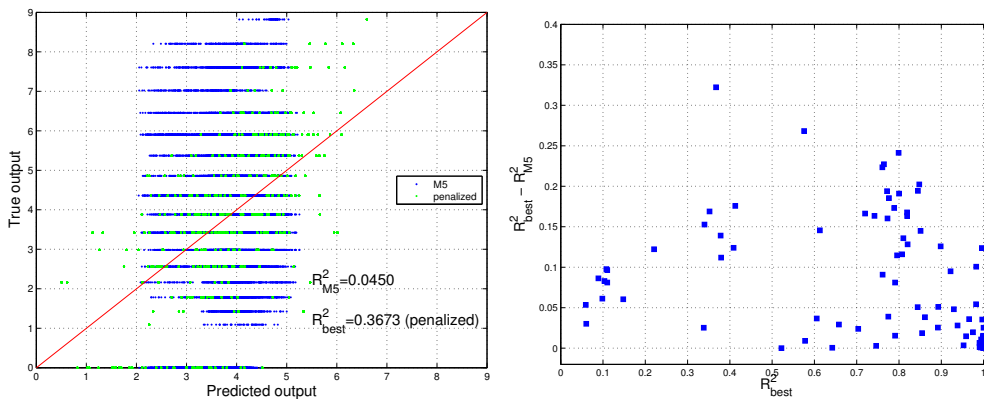 9
8
7
6
5
4
3
2
1
0
True output
0 1 2 3 4 5 6 7 8 9
Predicted output
M5
penalized
R²M5=0.0450
R²best=0.3673 (penalized)
0.4
0.35
0.3
0.25
0.2
0.15
0.1
0.05
0
R²best − R²M5
0 0.1 0.2 0.3 0.4 0.5 0.6 0.7 0.8 0.9 1
R²best